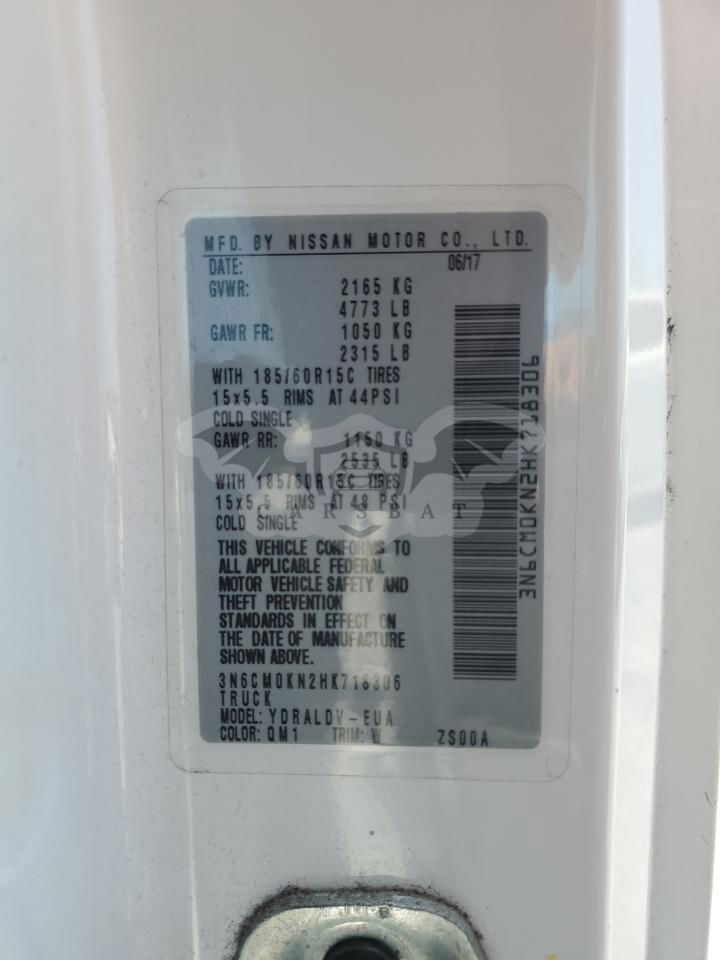 MFD. BY NISSAN MOTOR CO., LTD.
DATE: 06/17
GVWR: 2165 KG
4773 LB
GAWR FR: 1050 KG
2315 LB
WITH 185/60R15C TIRES
15x5.5 RIMS AT 44PSI
COLD SINGLE
GAWR RR: 1150 KG
2535 LB
WITH 185/60R15C TIRES
15x5.5 RIMS AT 48 PSI
COLD SINGLE
THIS VEHICLE CONFORMS TO
ALL APPLICABLE FEDERAL
MOTOR VEHICLE SAFETY AND
THEFT PREVENTION
STANDARDS IN EFFECT ON
THE DATE OF MANUFACTURE
SHOWN ABOVE.
3N6CM0KN2HK718306
TRUCK
MODEL: YDRALDV-EUA
COLOR: QM1 TRIM: W ZS00A
3N6CM0KN2HK718306
CARSBAT